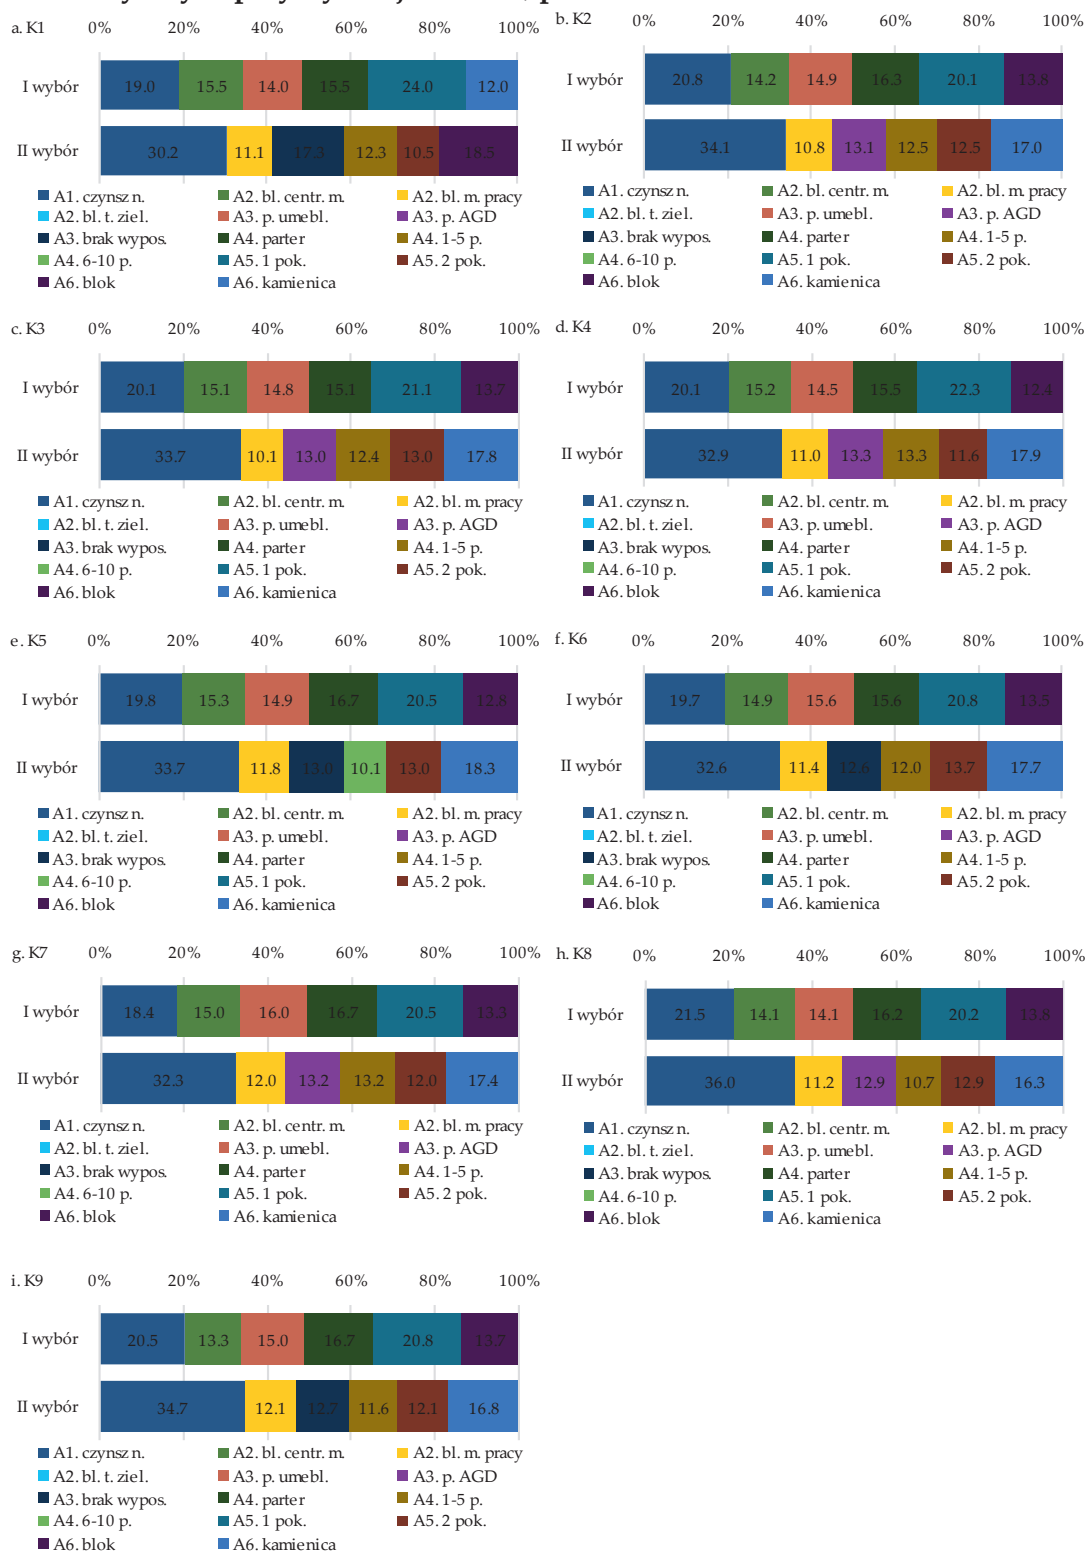 a. K1
0% 20% 40% 60% 80% 100%
I wybór 19.0 15.5 14.0 15.5 24.0 12.0
II wybór 30.2 11.1 17.3 12.3 10.5 18.5
A1. czynsz n. A2. bl. centr. m. A2. bl. m. pracy
A2. bl. t. ziel. A3. p. umebl. A3. p. AGD
A3. brak wypos. A4. parter A4. 1-5 p.
A4. 6-10 p. A5. 1 pok. A5. 2 pok.
A6. blok A6. kamienica
b. K2
0% 20% 40% 60% 80% 100%
I wybór 20.8 14.2 14.9 16.3 20.1 13.8
II wybór 34.1 10.8 13.1 12.5 12.5 17.0
A1. czynsz n. A2. bl. centr. m. A2. bl. m. pracy
A2. bl. t. ziel. A3. p. umebl. A3. p. AGD
A3. brak wypos. A4. parter A4. 1-5 p.
A4. 6-10 p. A5. 1 pok. A5. 2 pok.
A6. blok A6. kamienica
c. K3
0% 20% 40% 60% 80% 100%
I wybór 20.1 15.1 14.8 15.1 21.1 13.7
II wybór 33.7 10.1 13.0 12.4 13.0 17.8
A1. czynsz n. A2. bl. centr. m. A2. bl. m. pracy
A2. bl. t. ziel. A3. p. umebl. A3. p. AGD
A3. brak wypos. A4. parter A4. 1-5 p.
A4. 6-10 p. A5. 1 pok. A5. 2 pok.
A6. blok A6. kamienica
d. K4
0% 20% 40% 60% 80% 100%
I wybór 20.1 15.2 14.5 15.5 22.3 12.4
II wybór 32.9 11.0 13.3 13.3 11.6 17.9
A1. czynsz n. A2. bl. centr. m. A2. bl. m. pracy
A2. bl. t. ziel. A3. p. umebl. A3. p. AGD
A3. brak wypos. A4. parter A4. 1-5 p.
A4. 6-10 p. A5. 1 pok. A5. 2 pok.
A6. blok A6. kamienica
e. K5
0% 20% 40% 60% 80% 100%
I wybór 19.8 15.3 14.9 16.7 20.5 12.8
II wybór 33.7 11.8 13.0 10.1 13.0 18.3
A1. czynsz n. A2. bl. centr. m. A2. bl. m. pracy
A2. bl. t. ziel. A3. p. umebl. A3. p. AGD
A3. brak wypos. A4. parter A4. 1-5 p.
A4. 6-10 p. A5. 1 pok. A5. 2 pok.
A6. blok A6. kamienica
f. K6
0% 20% 40% 60% 80% 100%
I wybór 19.7 14.9 15.6 15.6 20.8 13.5
II wybór 32.6 11.4 12.6 12.0 13.7 17.7
A1. czynsz n. A2. bl. centr. m. A2. bl. m. pracy
A2. bl. t. ziel. A3. p. umebl. A3. p. AGD
A3. brak wypos. A4. parter A4. 1-5 p.
A4. 6-10 p. A5. 1 pok. A5. 2 pok.
A6. blok A6. kamienica
g. K7
0% 20% 40% 60% 80% 100%
I wybór 18.4 15.0 16.0 16.7 20.5 13.3
II wybór 32.3 12.0 13.2 13.2 12.0 17.4
A1. czynsz n. A2. bl. centr. m. A2. bl. m. pracy
A2. bl. t. ziel. A3. p. umebl. A3. p. AGD
A3. brak wypos. A4. parter A4. 1-5 p.
A4. 6-10 p. A5. 1 pok. A5. 2 pok.
A6. blok A6. kamienica
h. K8
0% 20% 40% 60% 80% 100%
I wybór 21.5 14.1 14.1 16.2 20.2 13.8
II wybór 36.0 11.2 12.9 10.7 12.9 16.3
A1. czynsz n. A2. bl. centr. m. A2. bl. m. pracy
A2. bl. t. ziel. A3. p. umebl. A3. p. AGD
A3. brak wypos. A4. parter A4. 1-5 p.
A4. 6-10 p. A5. 1 pok. A5. 2 pok.
A6. blok A6. kamienica
i. K9
0% 20% 40% 60% 80% 100%
I wybór 20.5 13.3 15.0 16.7 20.8 13.7
II wybór 34.7 12.1 12.7 11.6 12.1 16.8
A1. czynsz n. A2. bl. centr. m. A2. bl. m. pracy
A2. bl. t. ziel. A3. p. umebl. A3. p. AGD
A3. brak wypos. A4. parter A4. 1-5 p.
A4. 6-10 p. A5. 1 pok. A5. 2 pok.
A6. blok A6. kamienica